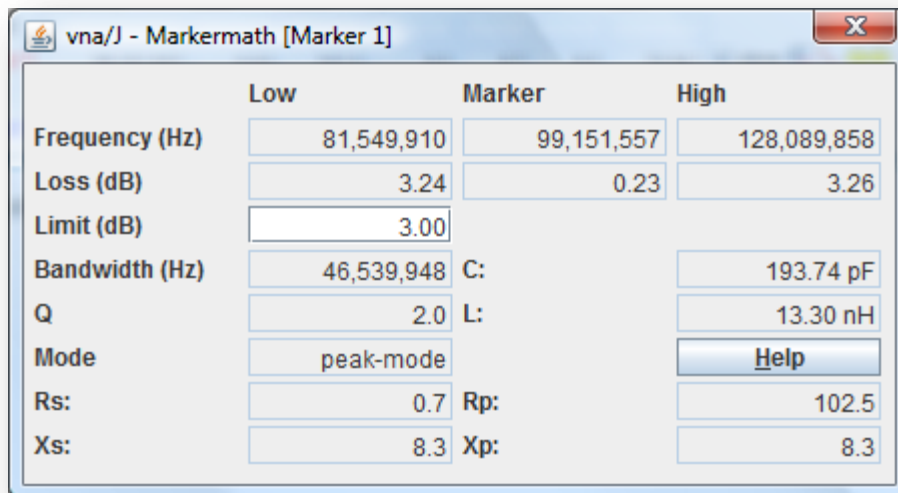 vna/J - Markermath [Marker 1]
Low Marker High
Frequency (Hz) 81,549,910 99,151,557 128,089,858
Loss (dB) 3.24 0.23 3.26
Limit (dB) 3.00
Bandwidth (Hz) 46,539,948 C: 193.74 pF
Q 2.0 L: 13.30 nH
Mode peak-mode Help
Rs: 0.7 Rp: 102.5
Xs: 8.3 Xp: 8.3